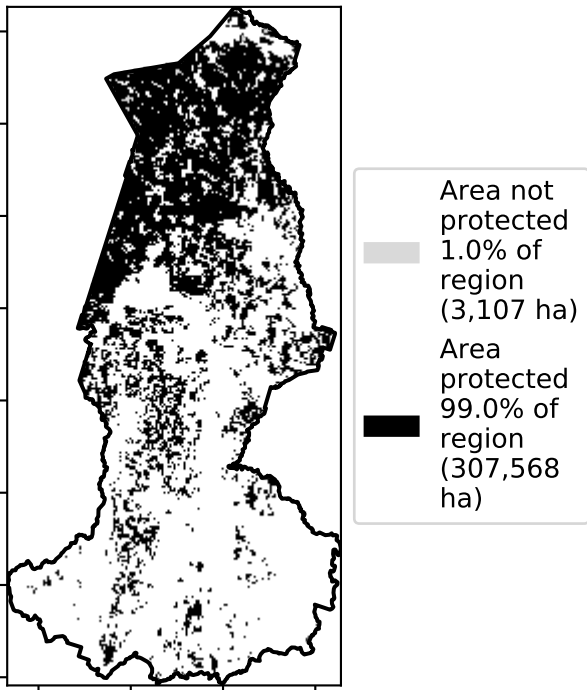 Area not
protected
1.0% of
region
(3,107 ha)
Area
protected
99.0% of
region
(307,568
ha)